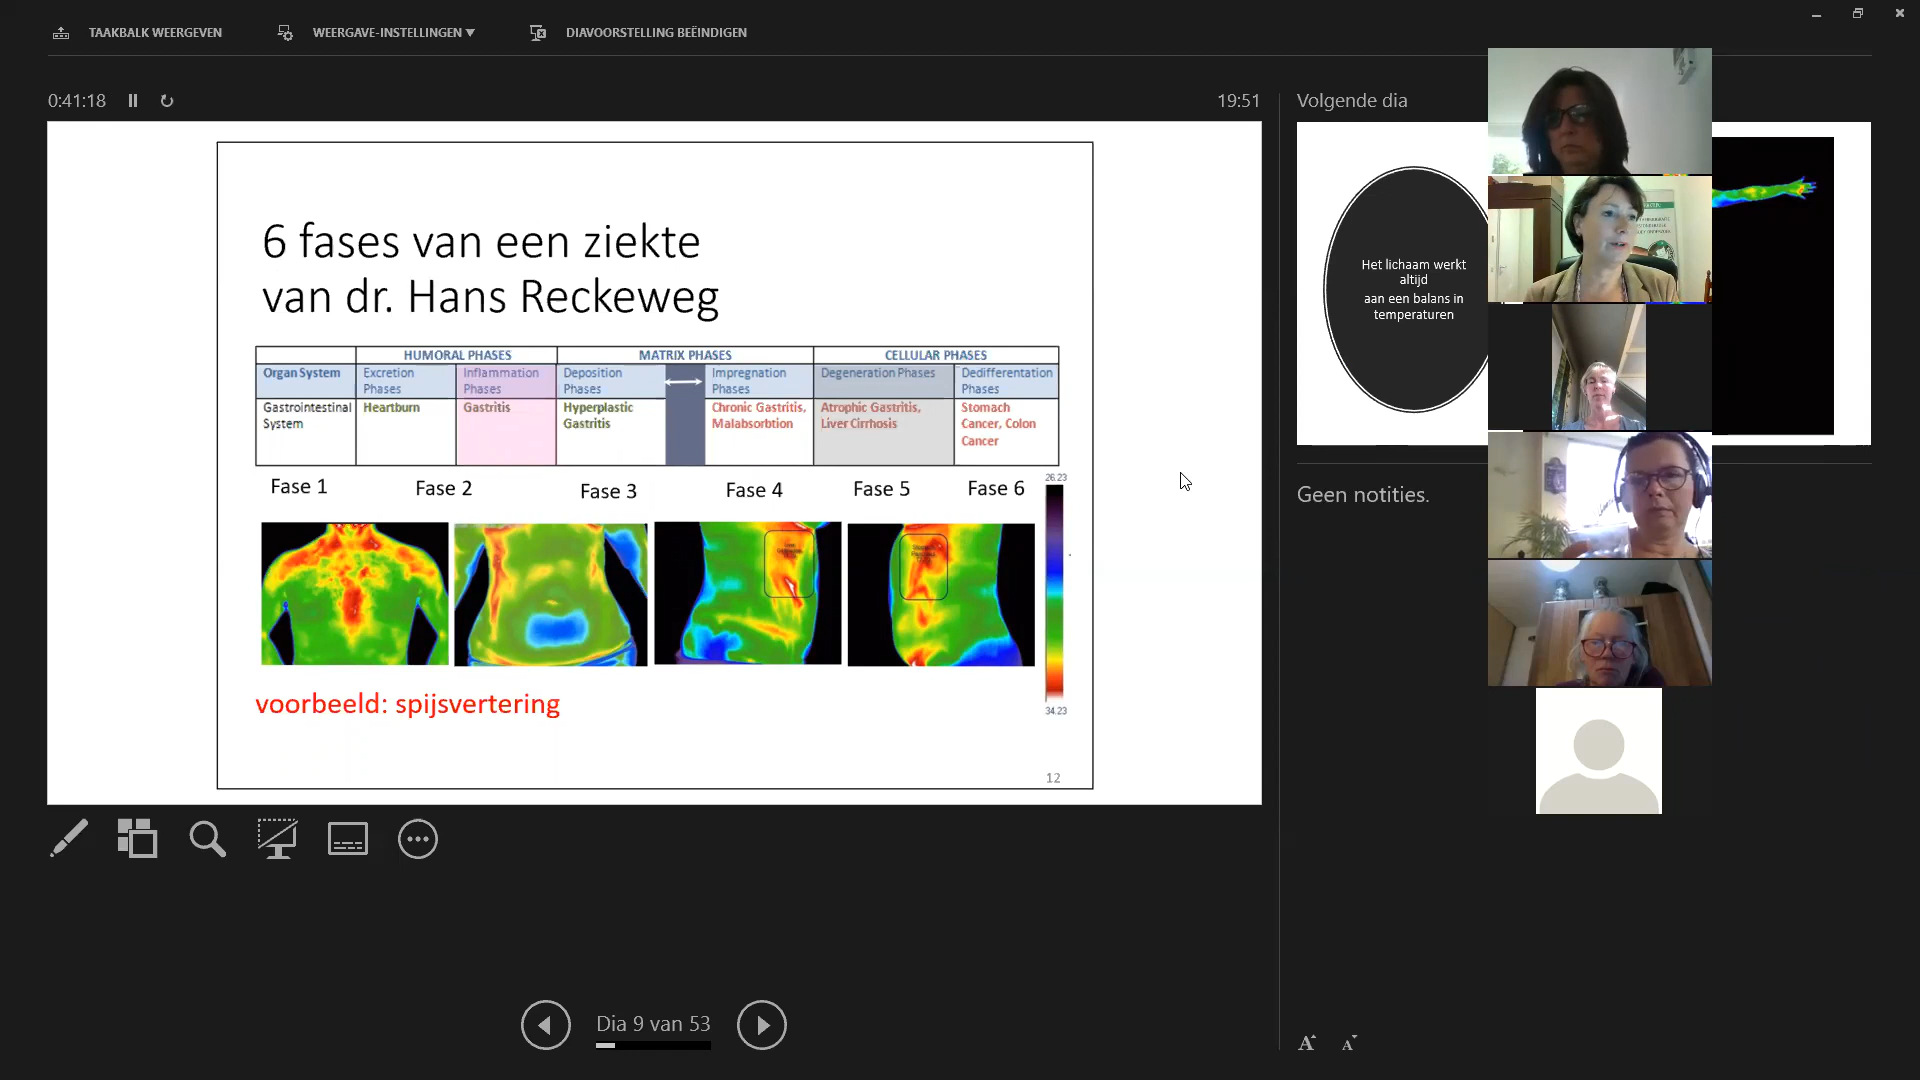 TAAKBALK WEERGEVEN
WEERGAVE-INSTELLINGEN ▼
DIAVOORSTELLING BEËINDIGEN
0:41:18
19:51
Volgende dia
6 fases van een ziekte
van dr. Hans Reckeweg
HUMORAL PHASES
MATRIX PHASES
CELLULAR PHASES
Organ System
Excretion
Phases
Inflammation
Phases
Deposition
Phases
Impregnation
Phases
Degeneration Phases
Dedifferentation
Phases
Gastrointestinal
System
Heartburn
Gastritis
Hyperplastic
Gastritis
Chronic Gastritis,
Malabsorbtion
Atrophic Gastritis,
Liver Cirrhosis
Stomach
Cancer, Colon
Cancer
Fase 1
Fase 2
Fase 3
Fase 4
Fase 5
Fase 6
26.23
34.23
voorbeeld: spijsvertering
12
Het lichaam werkt
altijd
aan een balans in
temperaturen
Geen notities.
Dia 9 van 53
A
A